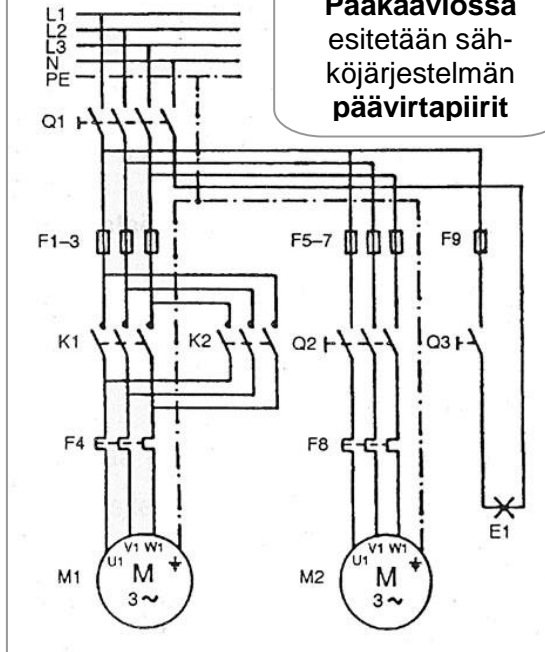 Pääkaaviossa
esitetään säh-
köjärjestelmän
päävirtapiirit
L1
L2
L3
N
PE
Q1
F1–3
F5–7
F9
K1
K2
Q2
Q3
F4
F8
E1
U1 V1 W1
M1
M
3~
U1 V1 W1
M2
M
3~